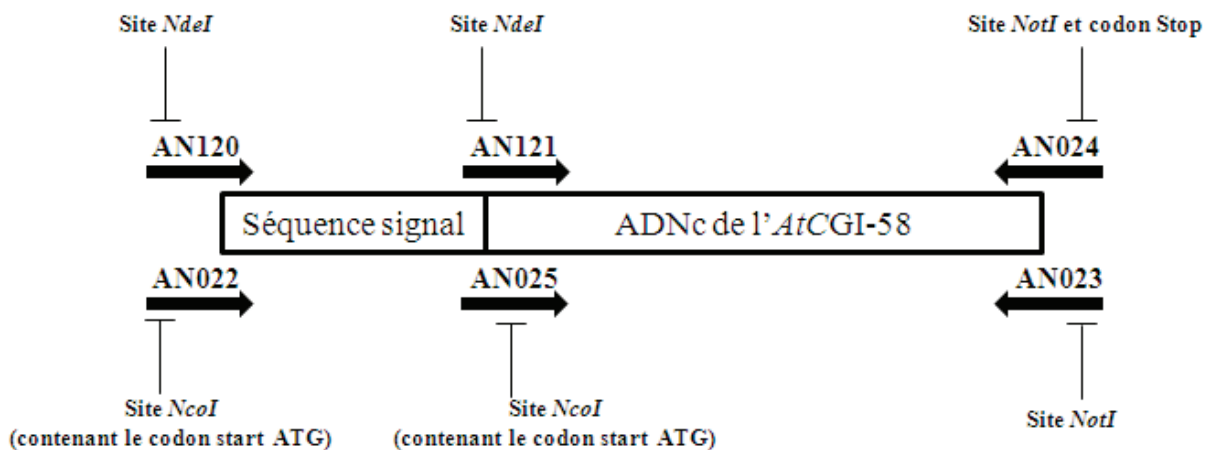 Site NdeI
Site NdeI
Site NotI et codon Stop
AN120
AN121
AN024
Séquence signal
ADNc de l'AtCGI-58
AN022
AN025
AN023
Site NcoI
(contenant le codon start ATG)
Site NcoI
(contenant le codon start ATG)
Site NotI